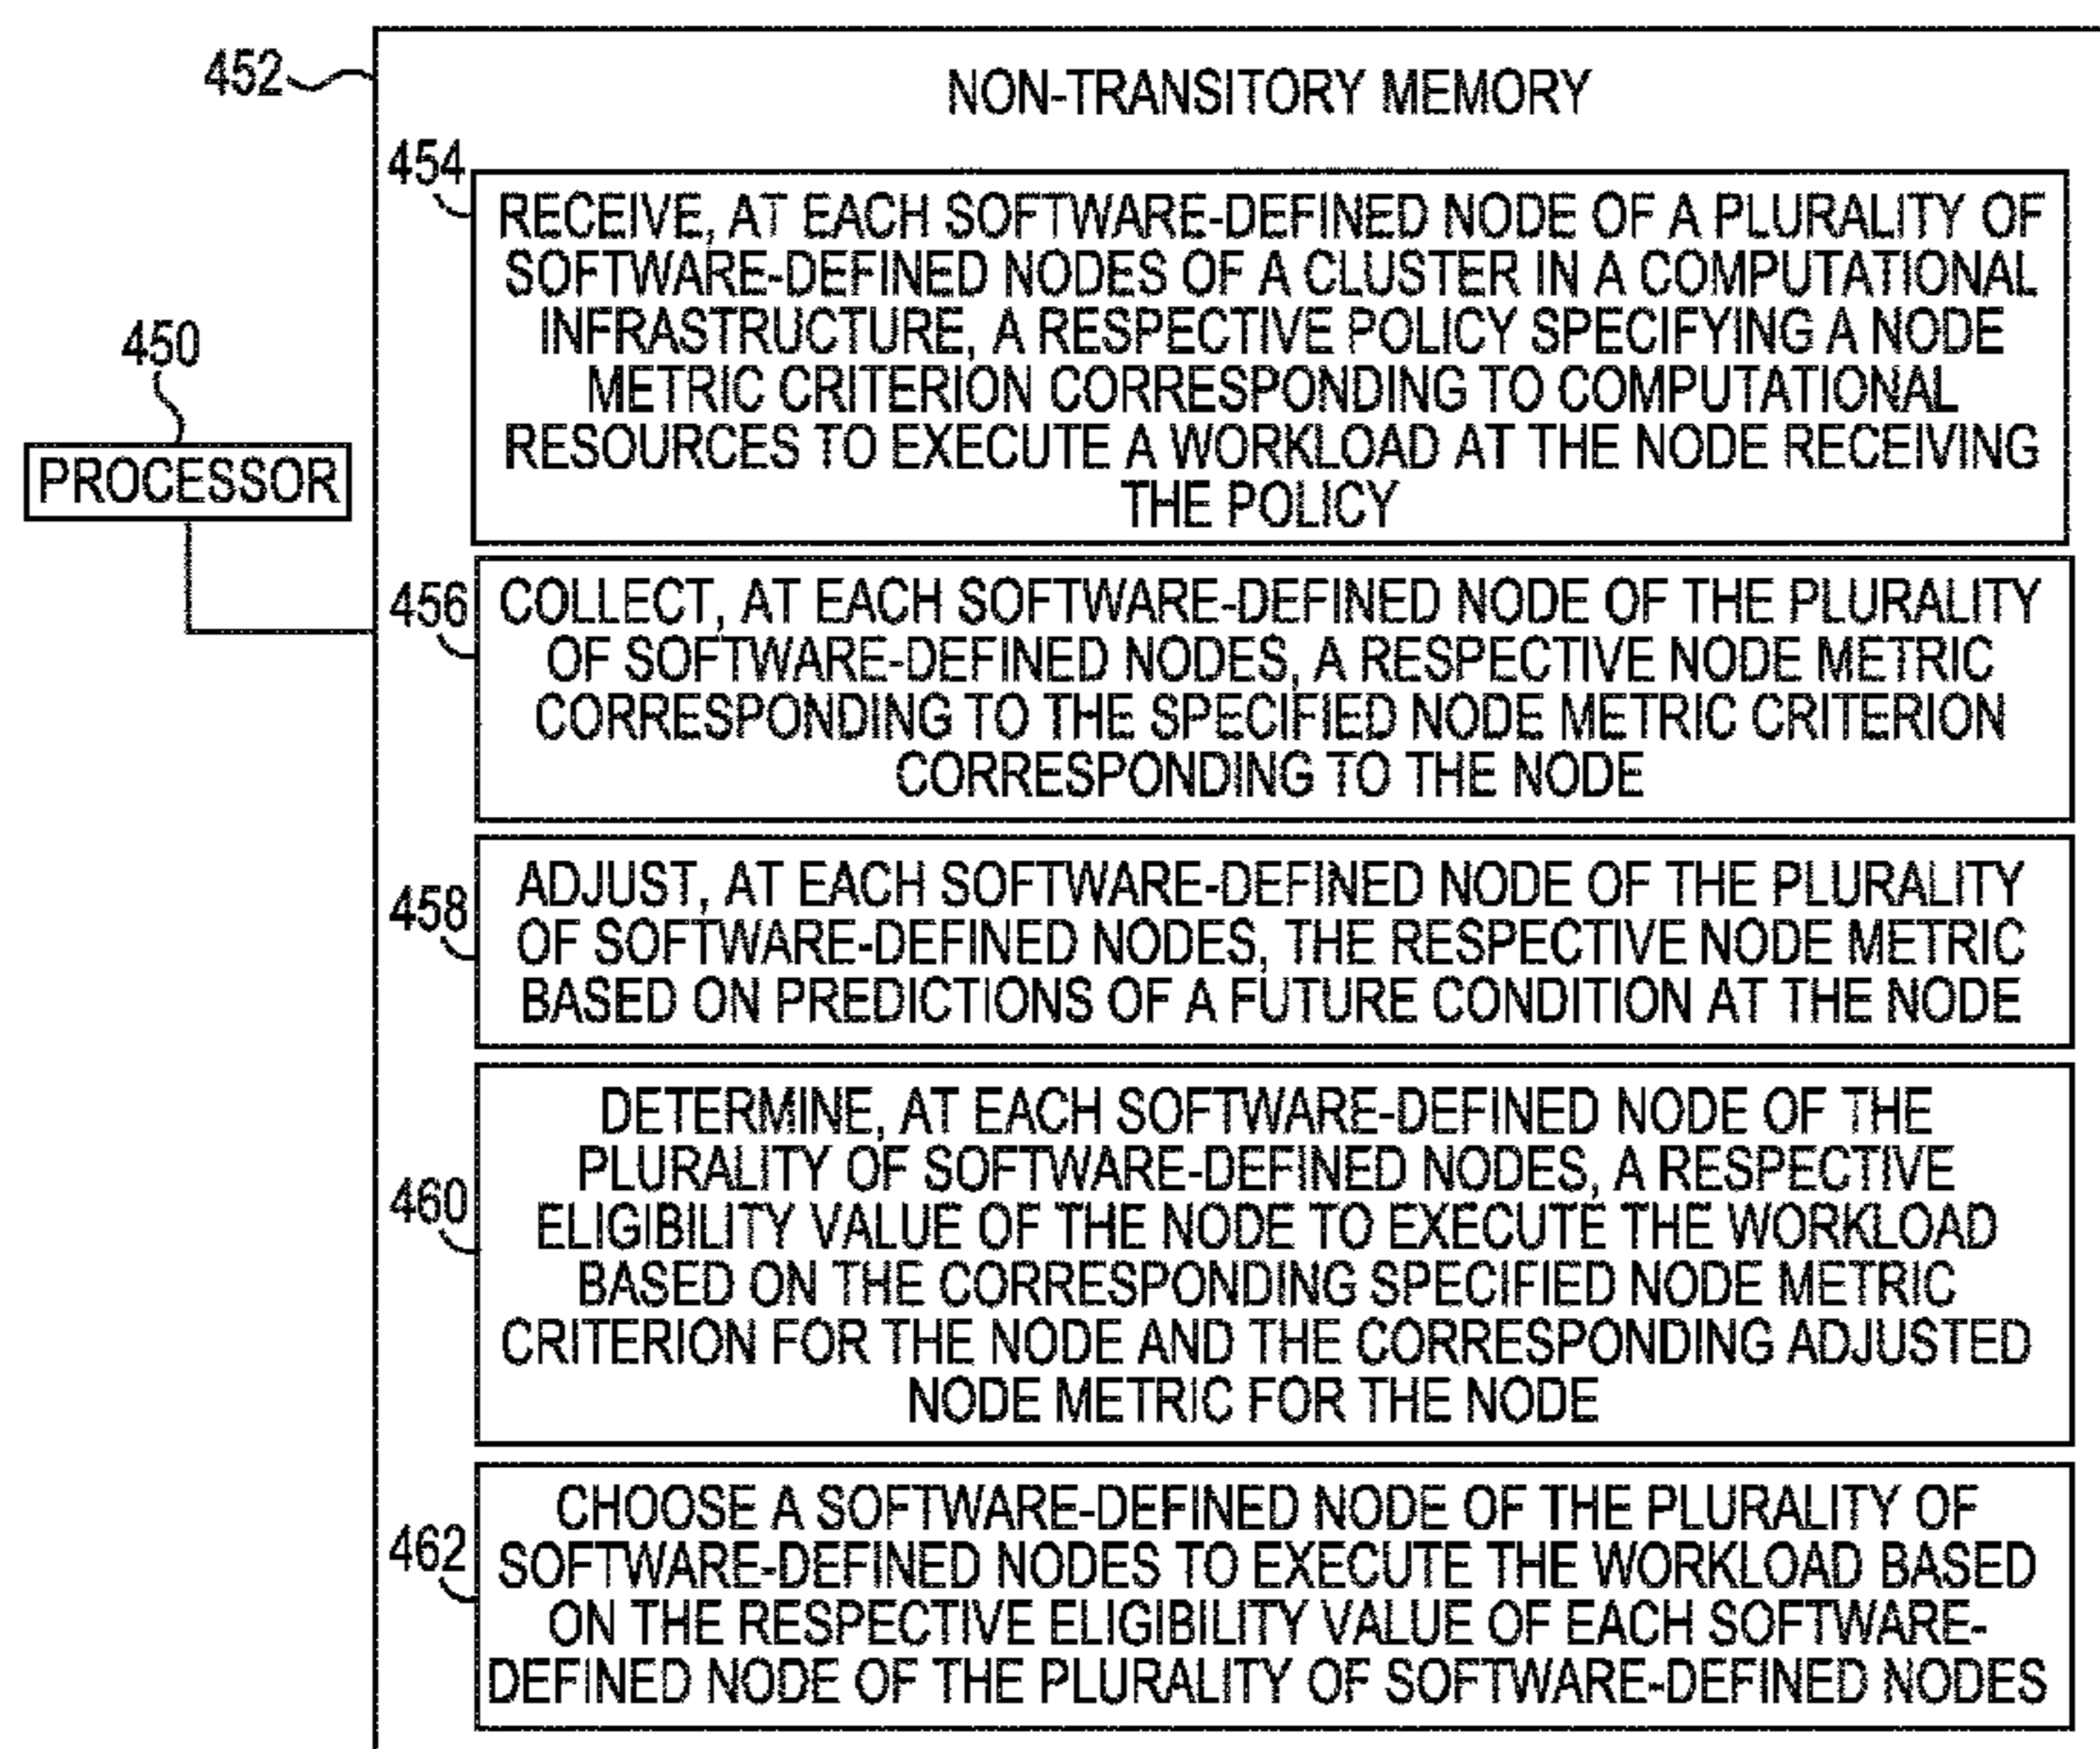 452
NON-TRANSITORY MEMORY
454
RECEIVE, AT EACH SOFTWARE-DEFINED NODE OF A PLURALITY OF
SOFTWARE-DEFINED NODES OF A CLUSTER IN A COMPUTATIONAL
INFRASTRUCTURE, A RESPECTIVE POLICY SPECIFYING A NODE
METRIC CRITERION CORRESPONDING TO COMPUTATIONAL
RESOURCES TO EXECUTE A WORKLOAD AT THE NODE RECEIVING
THE POLICY
450
PROCESSOR
456
COLLECT, AT EACH SOFTWARE-DEFINED NODE OF THE PLURALITY
OF SOFTWARE-DEFINED NODES, A RESPECTIVE NODE METRIC
CORRESPONDING TO THE SPECIFIED NODE METRIC CRITERION
CORRESPONDING TO THE NODE
458
ADJUST, AT EACH SOFTWARE-DEFINED NODE OF THE PLURALITY
OF SOFTWARE-DEFINED NODES, THE RESPECTIVE NODE METRIC
BASED ON PREDICTIONS OF A FUTURE CONDITION AT THE NODE
460
DETERMINE, AT EACH SOFTWARE-DEFINED NODE OF THE
PLURALITY OF SOFTWARE-DEFINED NODES, A RESPECTIVE
ELIGIBILITY VALUE OF THE NODE TO EXECUTE THE WORKLOAD
BASED ON THE CORRESPONDING SPECIFIED NODE METRIC
CRITERION FOR THE NODE AND THE CORRESPONDING ADJUSTED
NODE METRIC FOR THE NODE
462
CHOOSE A SOFTWARE-DEFINED NODE OF THE PLURALITY OF
SOFTWARE-DEFINED NODES TO EXECUTE THE WORKLOAD BASED
ON THE RESPECTIVE ELIGIBILITY VALUE OF EACH SOFTWARE-
DEFINED NODE OF THE PLURALITY OF SOFTWARE-DEFINED NODES